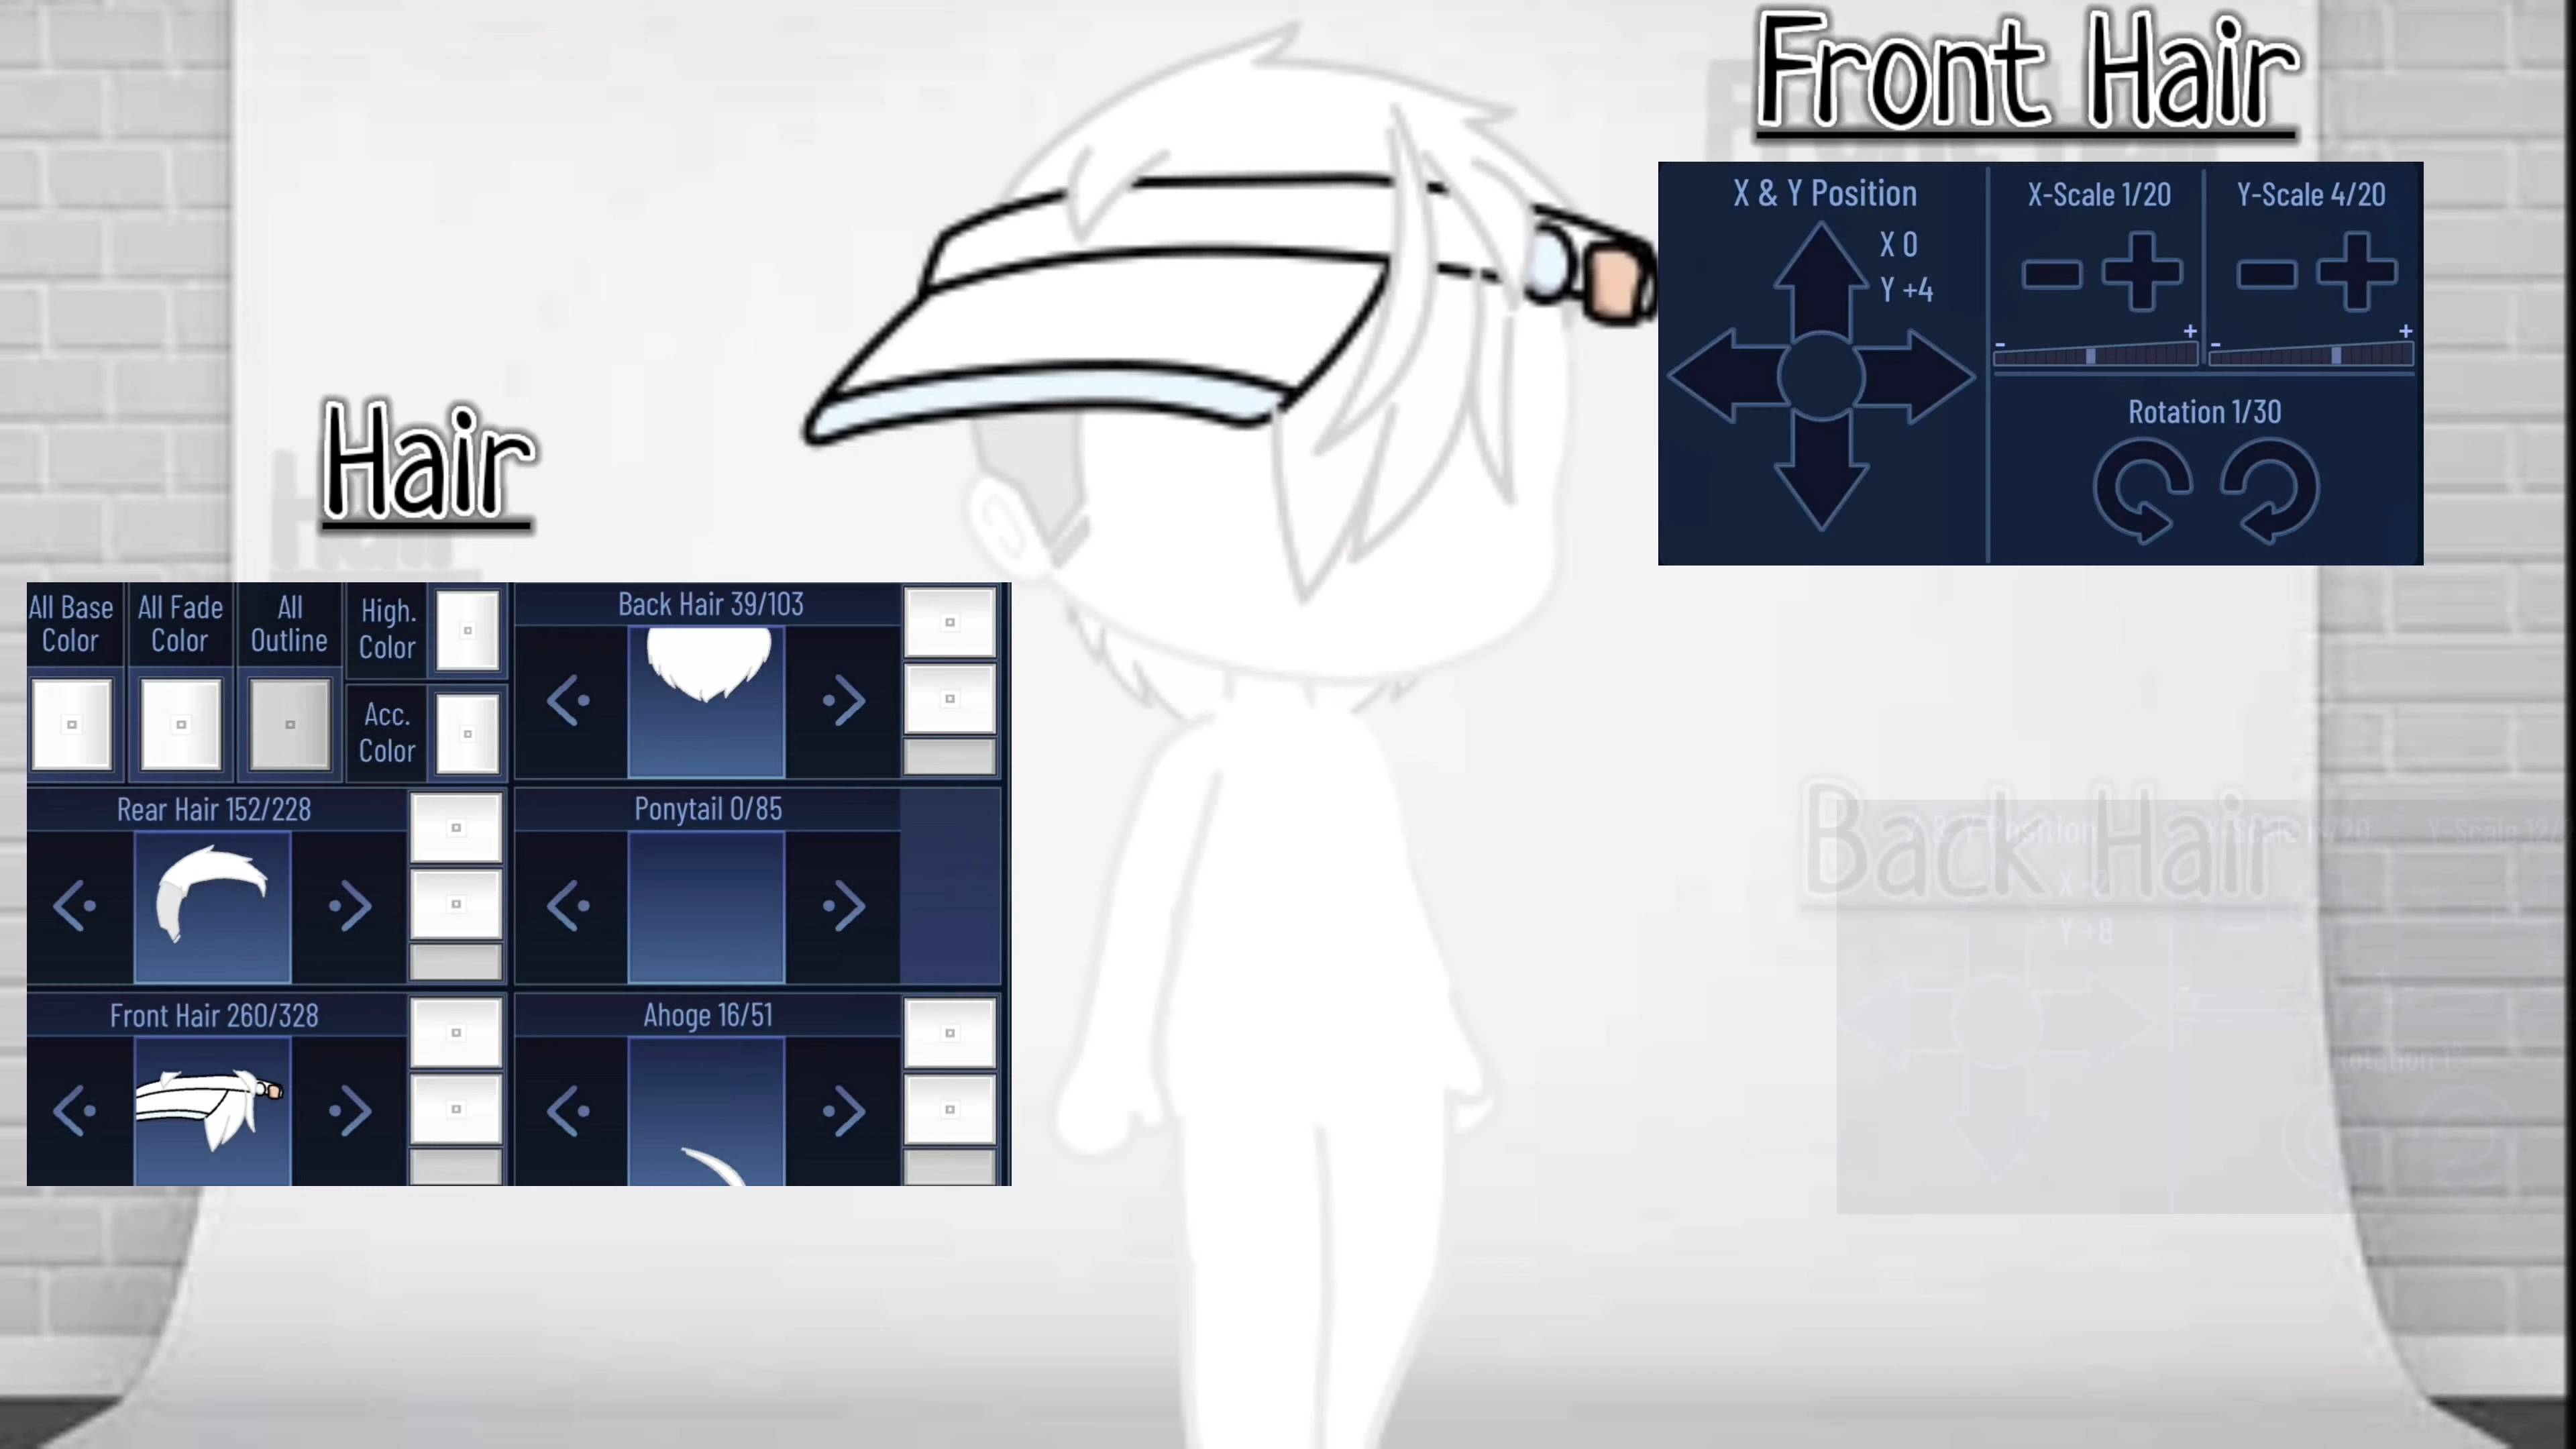 Front Hair
X & Y Position
X 0
Y +4
X-Scale 1/20
Y-Scale 4/20
Rotation 1/30
Hair
All Base
Color
All Fade
Color
All
Outline
High.
Color
Acc.
Color
Back Hair 39/103
Rear Hair 152/228
Ponytail 0/85
Front Hair 260/328
Ahoge 16/51
Back Hair
Y +8